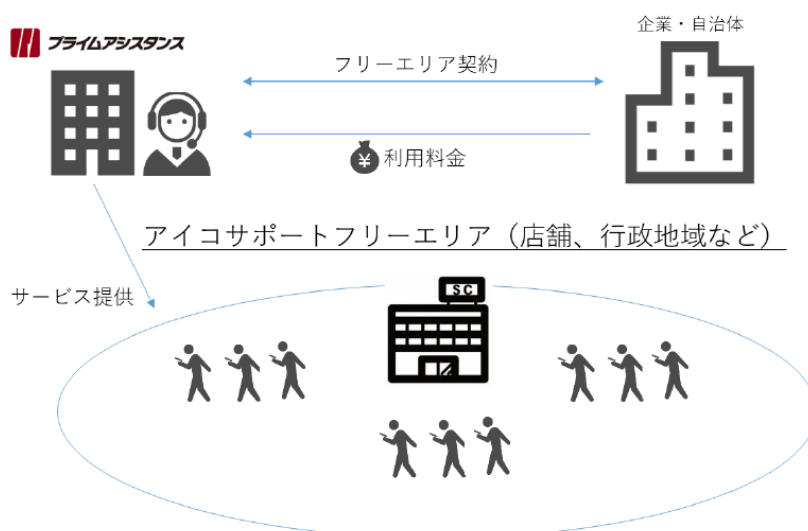 企業・自治体
プライムアシスタンス
フリーエリア契約
¥ 利用料金
アイコサポートフリーエリア（店舗、行政地域など）
サービス提供
SC